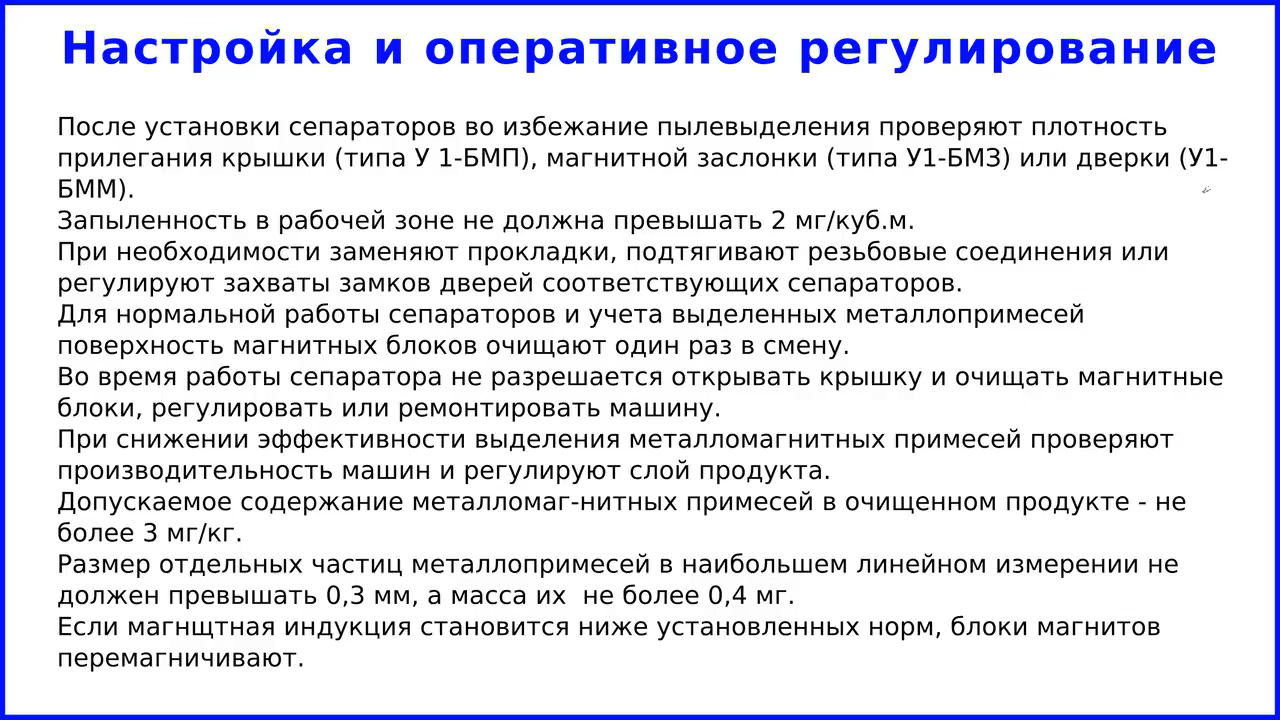 Настройка и оперативное регулирование
После установки сепараторов во избежание пылевыделения проверяют плотность
прилегания крышки (типа У 1-БМП), магнитной заслонки (типа У1-БМЗ) или дверки (У1-
БММ).
Запыленность в рабочей зоне не должна превышать 2 мг/куб.м.
При необходимости заменяют прокладки, подтягивают резьбовые соединения или
регулируют захваты замков дверей соответствующих сепараторов.
Для нормальной работы сепараторов и учета выделенных металлопримесей
поверхность магнитных блоков очищают один раз в смену.
Во время работы сепаратора не разрешается открывать крышку и очищать магнитные
блоки, регулировать или ремонтировать машину.
При снижении эффективности выделения металломагнитных примесей проверяют
производительность машин и регулируют слой продукта.
Допускаемое содержание металломаг-нитных примесей в очищенном продукте - не
более 3 мг/кг.
Размер отдельных частиц металлопримесей в наибольшем линейном измерении не
должен превышать 0,3 мм, а масса их  не более 0,4 мг.
Если магнщтная индукция становится ниже установленных норм, блоки магнитов
перемагничивают.